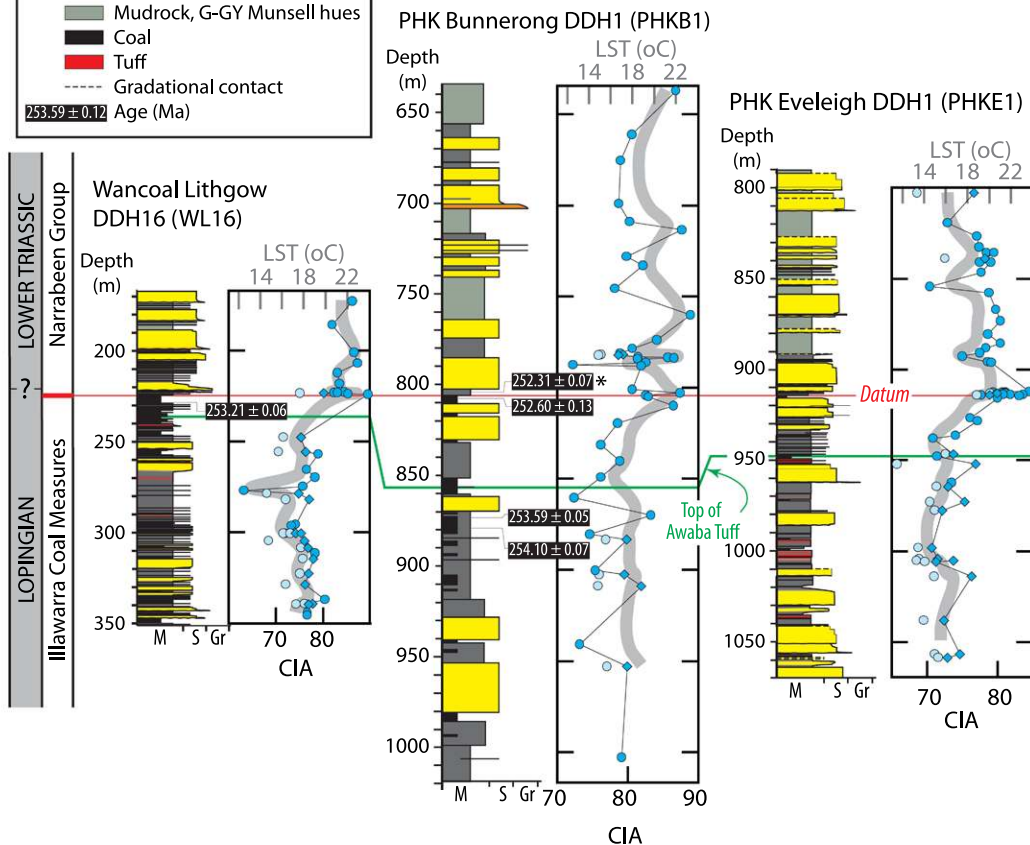 Mudrock, G-GY Munsell hues
Coal
Tuff
Gradational contact
253.59 ± 0.12 Age (Ma)
LOWER TRIASSIC
?
LOPINGIAN
Narrabeen Group
Illawarra Coal Measures
Wancoal Lithgow
DDH16 (WL16)
Depth
(m)
LST (oC)
14 18 22
200
250
300
350
M S Gr
70 80
CIA
253.21 ± 0.06
PHK Bunnerong DDH1 (PHKB1)
Depth
(m)
LST (oC)
14 18 22
650
700
750
800
850
900
950
1000
M S Gr
70 80 90
CIA
252.31 ± 0.07 *
252.60 ± 0.13
253.59 ± 0.05
254.10 ± 0.07
Datum
Top of
Awaba Tuff
PHK Eveleigh DDH1 (PHKE1)
Depth
(m)
LST (oC)
14 18 22
800
850
900
950
1000
1050
M S Gr
70 80
CIA